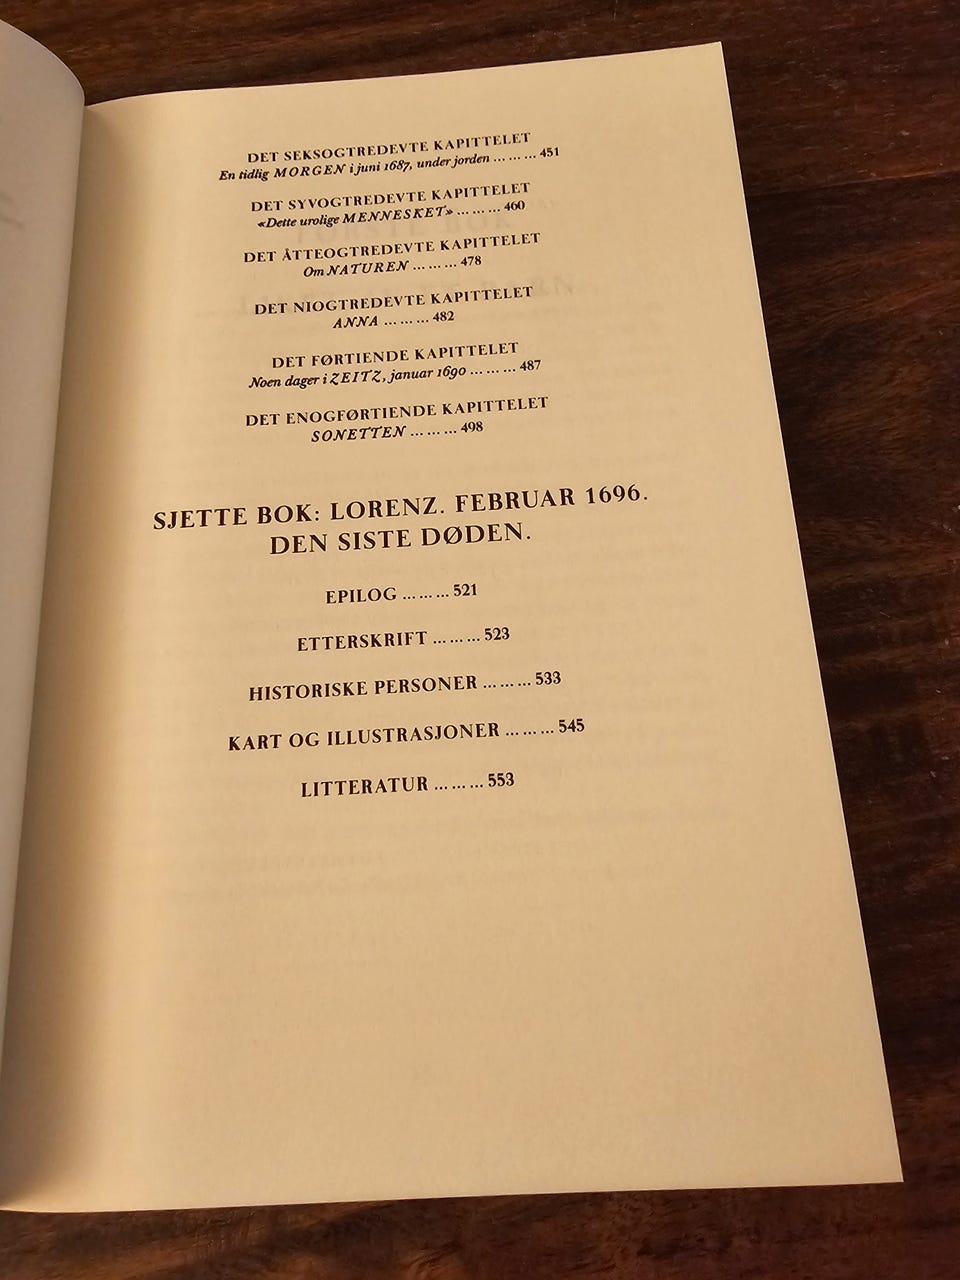 DET SEKSOGTREDEVTE KAPITTELET
En tidlig MORGEN i juni 1687, under jorden ... ... ... 451
DET SYVOGTREDEVTE KAPITTELET
«Dette urolige MENNESKET» ... ... ... 460
DET ÅTTEOGTREDEVTE KAPITTELET
Om NATUREN ... ... ... 478
DET NIOGTREDEVTE KAPITTELET
ANNA ... ... ... 482
DET FØRTIENDE KAPITTELET
Noen dager i ZEITZ, januar 1690 ... ... ... 487
DET ENOGFØRTIENDE KAPITTELET
SONETTEN ... ... ... 498
SJETTE BOK: LORENZ. FEBRUAR 1696.
DEN SISTE DØDEN.
EPILOG ... ... ... 521
ETTERSKRIFT ... ... ... 523
HISTORISKE PERSONER ... ... ... 533
KART OG ILLUSTRASJONER ... ... ... 545
LITTERATUR ... ... ... 553